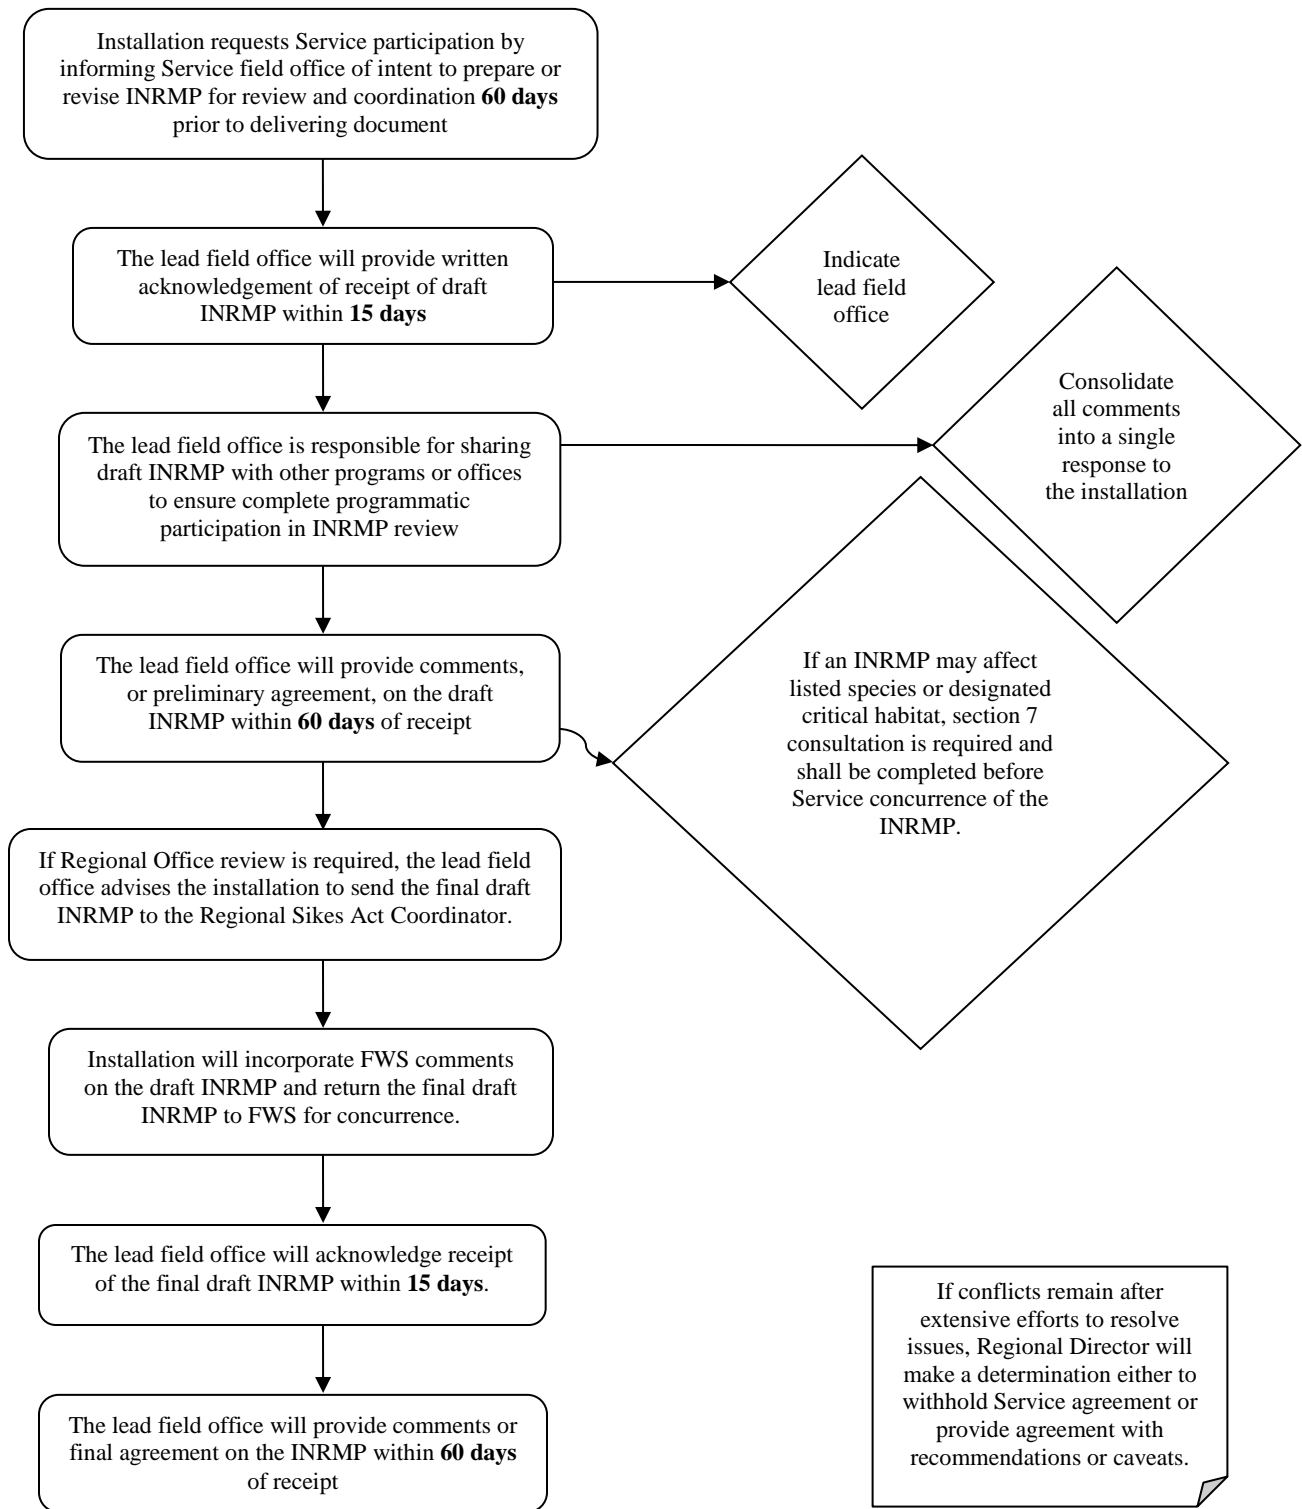 Installation requests Service participation by
informing Service field office of intent to prepare or
revise INRMP for review and coordination 60 days
prior to delivering document
The lead field office will provide written
acknowledgement of receipt of draft
INRMP within 15 days
Indicate
lead field
office
The lead field office is responsible for sharing
draft INRMP with other programs or offices
to ensure complete programmatic
participation in INRMP review
Consolidate
all comments
into a single
response to
the installation
The lead field office will provide comments,
or preliminary agreement, on the draft
INRMP within 60 days of receipt
If an INRMP may affect
listed species or designated
critical habitat, section 7
consultation is required and
shall be completed before
Service concurrence of the
INRMP.
If Regional Office review is required, the lead field
office advises the installation to send the final draft
INRMP to the Regional Sikes Act Coordinator.
Installation will incorporate FWS comments
on the draft INRMP and return the final draft
INRMP to FWS for concurrence.
The lead field office will acknowledge receipt
of the final draft INRMP within 15 days.
The lead field office will provide comments or
final agreement on the INRMP within 60 days
of receipt
If conflicts remain after
extensive efforts to resolve
issues, Regional Director will
make a determination either to
withhold Service agreement or
provide agreement with
recommendations or caveats.